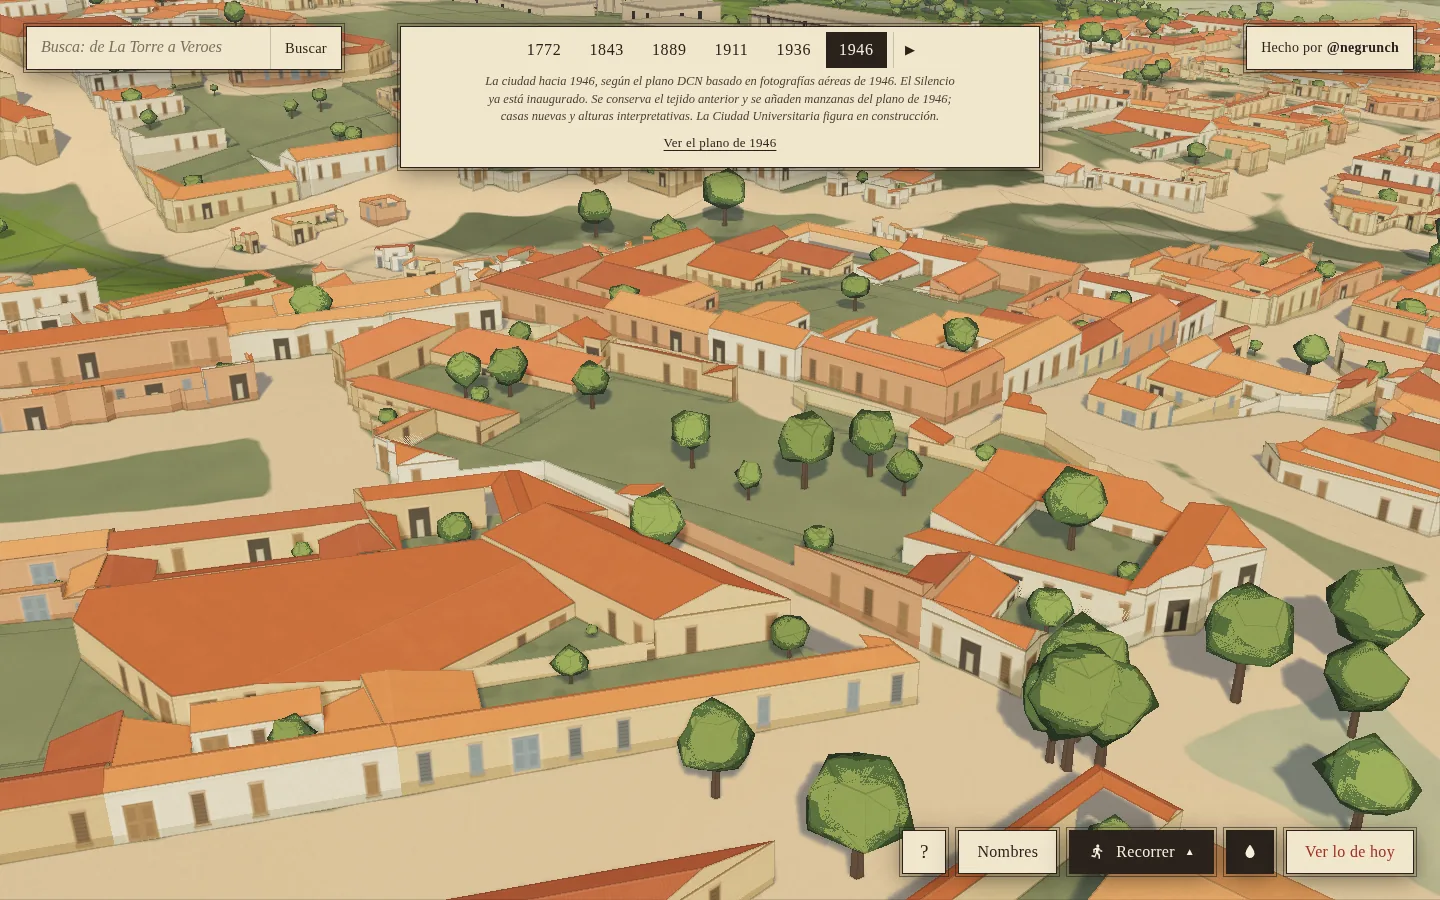 Busca: de La Torre a Veroes
Buscar
1772 1843 1889 1911 1936 1946 ▶
La ciudad hacia 1946, según el plano DCN basado en fotografías aéreas de 1946. El Silencio
ya está inaugurado. Se conserva el tejido anterior y se añaden manzanas del plano de 1946;
casas nuevas y alturas interpretativas. La Ciudad Universitaria figura en construcción.
Ver el plano de 1946
Hecho por @negrunch
?
Nombres
Recorrer ▲
Ver lo de hoy